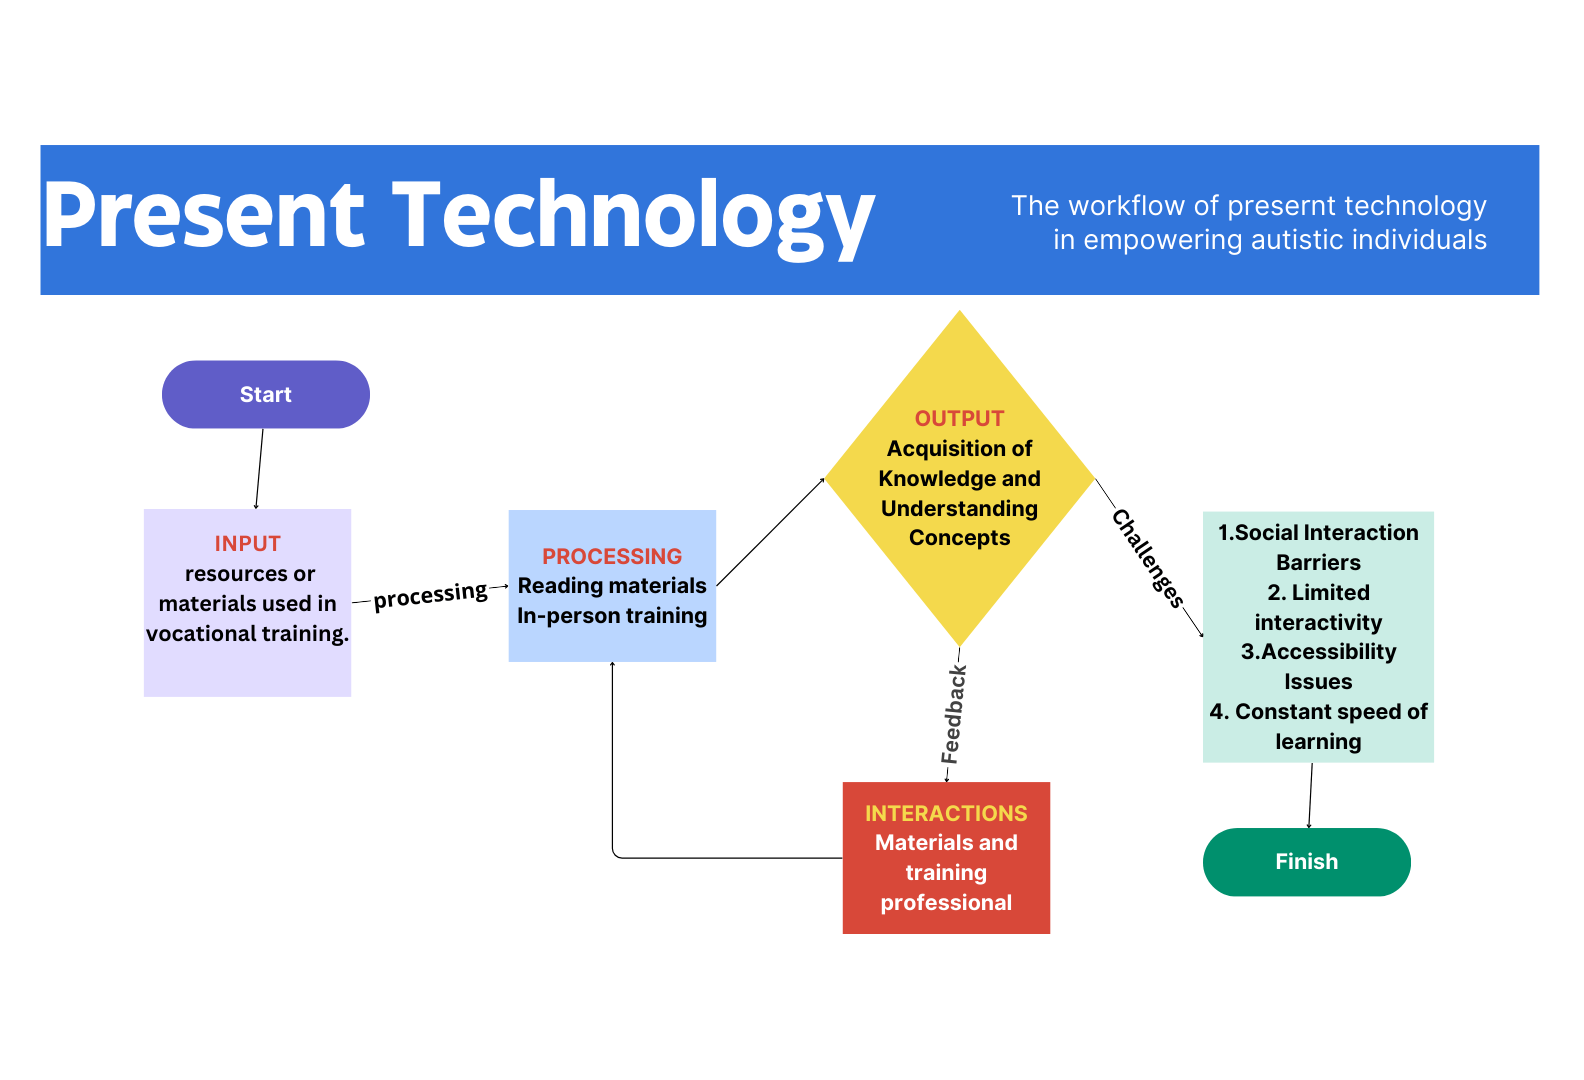 Present Technology
The workflow of presernt technology
in empowering autistic individuals
Start
INPUT
resources or
materials used in
vocational training.
processing
PROCESSING
Reading materials
In-person training
OUTPUT
Acquisition of
Knowledge and
Understanding
Concepts
Challenges
1.Social Interaction
Barriers
2. Limited
interactivity
3.Accessibility
Issues
4. Constant speed of
learning
Feedback
INTERACTIONS
Materials and
training
professional
Finish